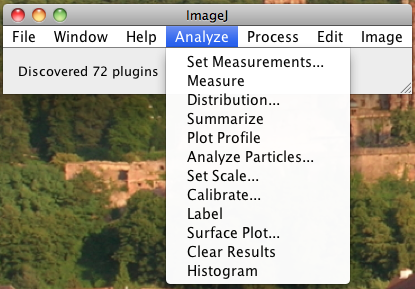 ImageJ
File Window Help Analyze Process Edit Image
Discovered 72 plugins
Set Measurements...
Measure
Distribution...
Summarize
Plot Profile
Analyze Particles...
Set Scale...
Calibrate...
Label
Surface Plot...
Clear Results
Histogram